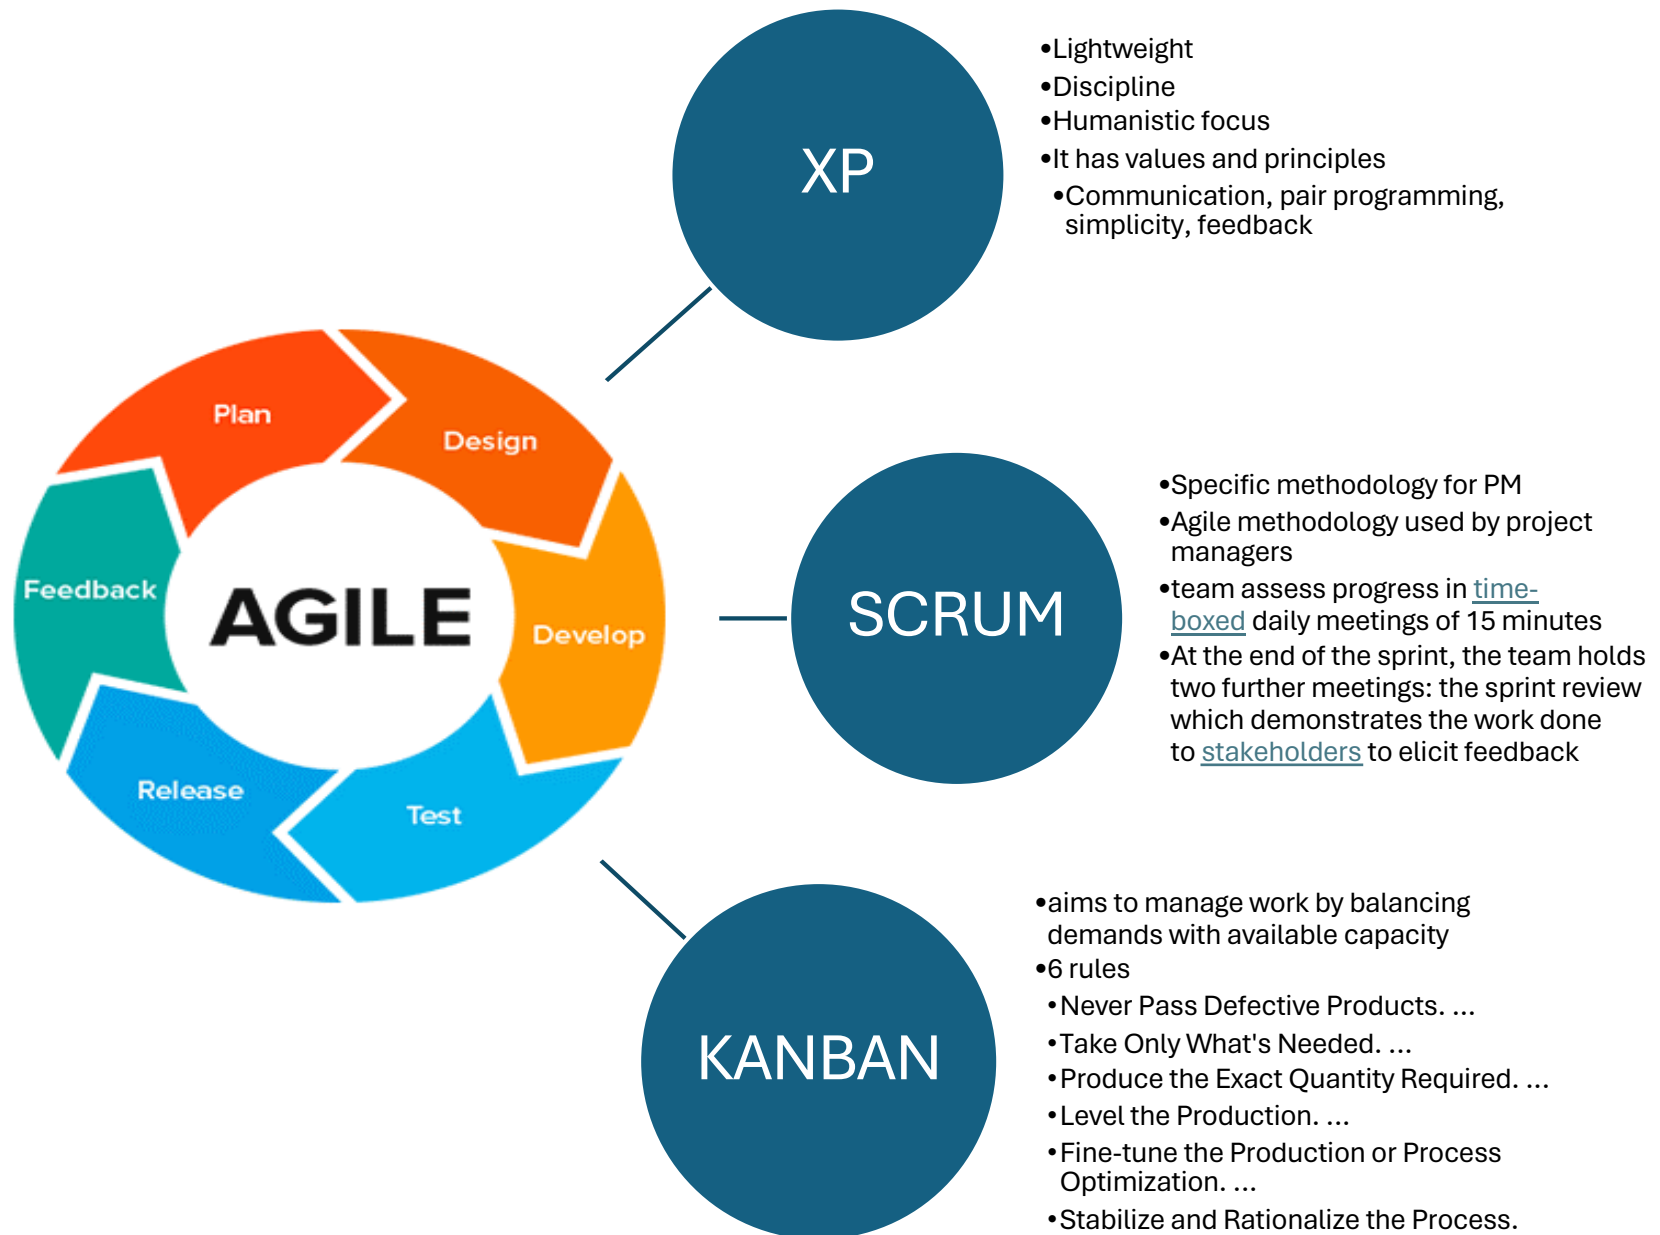 XP
•Lightweight
•Discipline
•Humanistic focus
•It has values and principles
•Communication, pair programming,
simplicity, feedback
Plan
Design
Develop
Test
Release
Feedback
AGILE
SCRUM
•Specific methodology for PM
•Agile methodology used by project
managers
•team assess progress in time-
boxed daily meetings of 15 minutes
•At the end of the sprint, the team holds
two further meetings: the sprint review
which demonstrates the work done
to stakeholders to elicit feedback
KANBAN
•aims to manage work by balancing
demands with available capacity
•6 rules
•Never Pass Defective Products. ...
•Take Only What's Needed. ...
•Produce the Exact Quantity Required. ...
•Level the Production. ...
•Fine-tune the Production or Process
Optimization. ...
•Stabilize and Rationalize the Process.